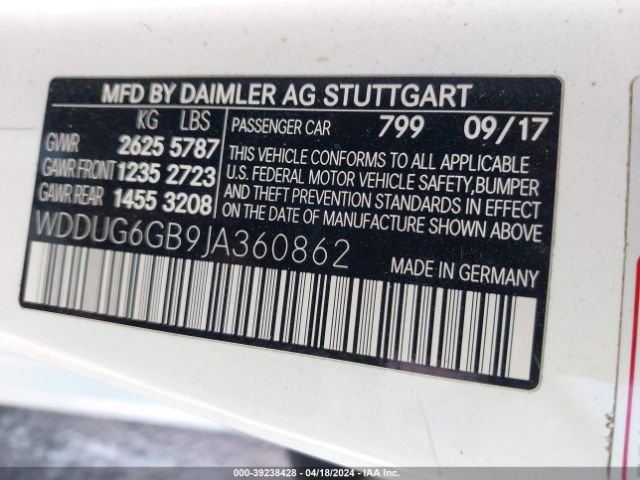 MFD BY DAIMLER AG STUTTGART
KG LBS
GVWR 2625 5787
GAWR FRONT 1235 2723
GAWR REAR 1455 3208
PASSENGER CAR 799 09/17
THIS VEHICLE CONFORMS TO ALL APPLICABLE
U.S. FEDERAL MOTOR VEHICLE SAFETY,BUMPER
AND THEFT PREVENTION STANDARDS IN EFFECT
ON THE DATE OF MANUFACTURE SHOWN ABOVE.
WDDUG6GB9JA360862
MADE IN GERMANY
000-39238428 - 04/18/2024 - IAA Inc.